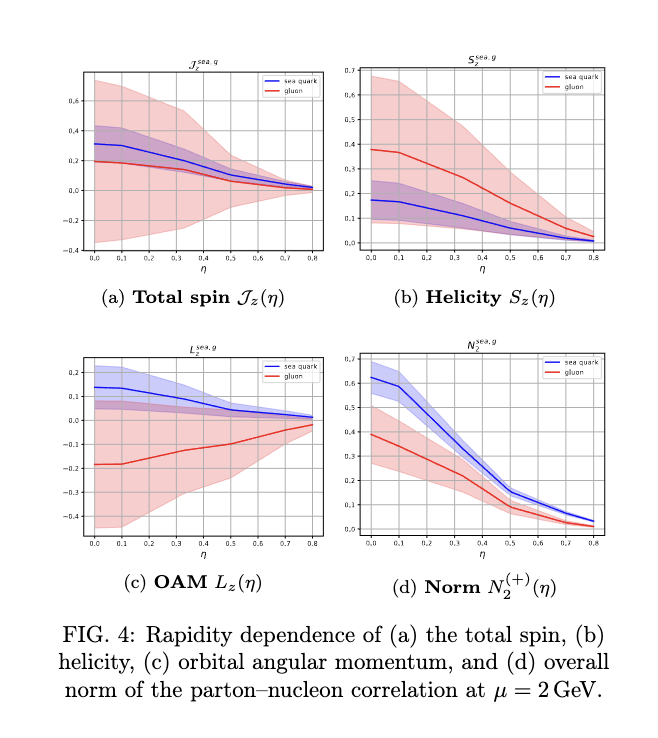 𝒥_z^{sea,g}
sea quark
gluon
0.6
0.4
0.2
0.0
−0.2
−0.4
0.0 0.1 0.2 0.3 0.4 0.5 0.6 0.7 0.8
η
(a) Total spin 𝒥_z(η)
S_z^{sea,g}
sea quark
gluon
0.7
0.6
0.5
0.4
0.3
0.2
0.1
0.0
0.0 0.1 0.2 0.3 0.4 0.5 0.6 0.7 0.8
η
(b) Helicity S_z(η)
L_z^{sea,g}
sea quark
gluon
0.2
0.1
0.0
−0.1
−0.2
−0.3
−0.4
0.0 0.1 0.2 0.3 0.4 0.5 0.6 0.7 0.8
η
(c) OAM L_z(η)
N_2^{sea,g}
sea quark
gluon
0.7
0.6
0.5
0.4
0.3
0.2
0.1
0.0
0.0 0.1 0.2 0.3 0.4 0.5 0.6 0.7 0.8
η
(d) Norm N_2^{(+)}(η)
FIG. 4: Rapidity dependence of (a) the total spin, (b)
helicity, (c) orbital angular momentum, and (d) overall
norm of the parton–nucleon correlation at μ = 2 GeV.